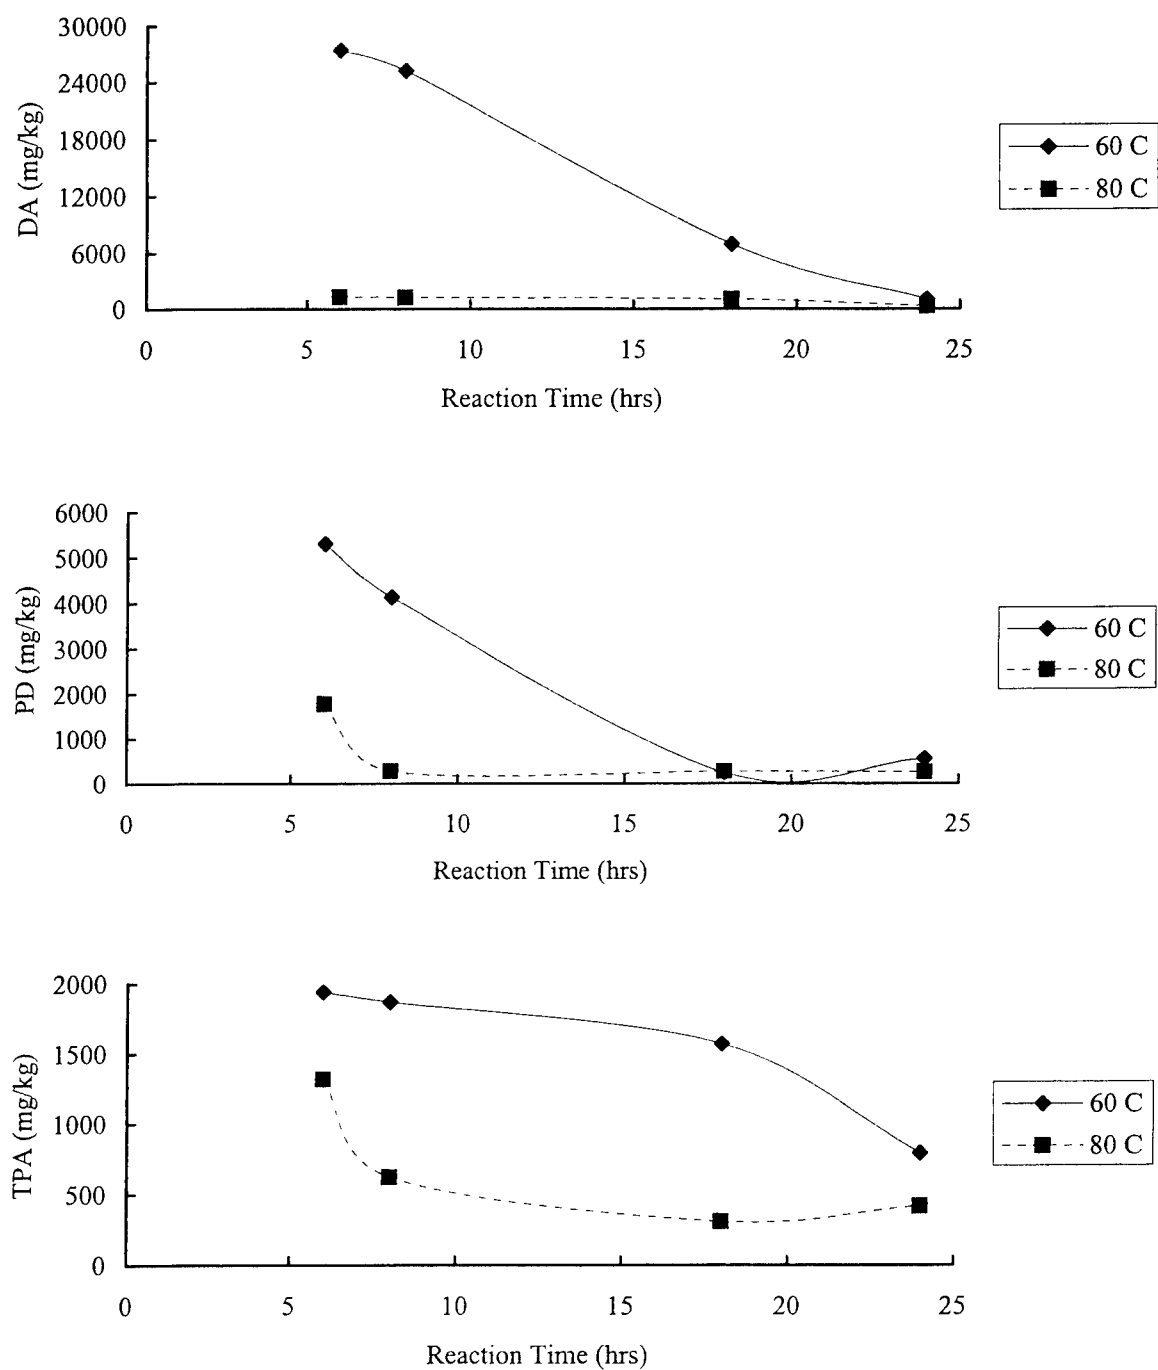 30000
24000
18000
12000
6000
0
DA (mg/kg)
0 5 10 15 20 25
Reaction Time (hrs)
60 C
80 C
6000
5000
4000
3000
2000
1000
0
PD (mg/kg)
0 5 10 15 20 25
Reaction Time (hrs)
60 C
80 C
2000
1500
1000
500
0
TPA (mg/kg)
0 5 10 15 20 25
Reaction Time (hrs)
60 C
80 C